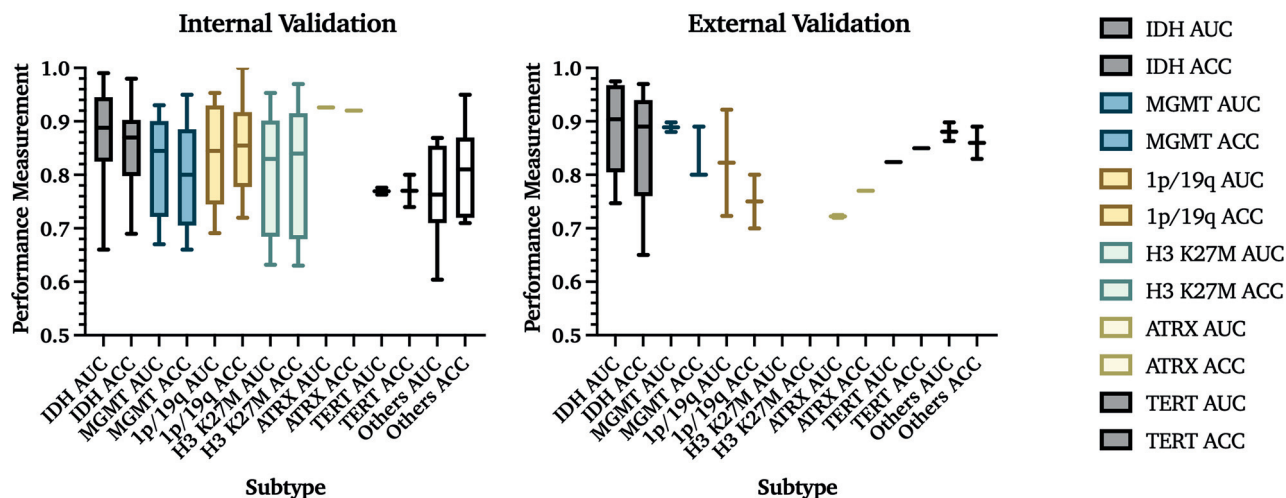 Internal Validation
Performance Measurement
1.0
0.9
0.8
0.7
0.6
0.5
IDH AUC
IDH ACC
MGMT AUC
MGMT ACC
1p/19q AUC
1p/19q ACC
H3 K27M AUC
H3 K27M ACC
ATRX AUC
ATRX ACC
TERT AUC
TERT ACC
Others AUC
Others ACC
Subtype
External Validation
Performance Measurement
1.0
0.9
0.8
0.7
0.6
0.5
IDH AUC
IDH ACC
MGMT AUC
MGMT ACC
1p/19q AUC
1p/19q ACC
H3 K27M AUC
H3 K27M ACC
ATRX AUC
ATRX ACC
TERT AUC
TERT ACC
Others AUC
Others ACC
Subtype
IDH AUC
IDH ACC
MGMT AUC
MGMT ACC
1p/19q AUC
1p/19q ACC
H3 K27M AUC
H3 K27M ACC
ATRX AUC
ATRX ACC
TERT AUC
TERT ACC